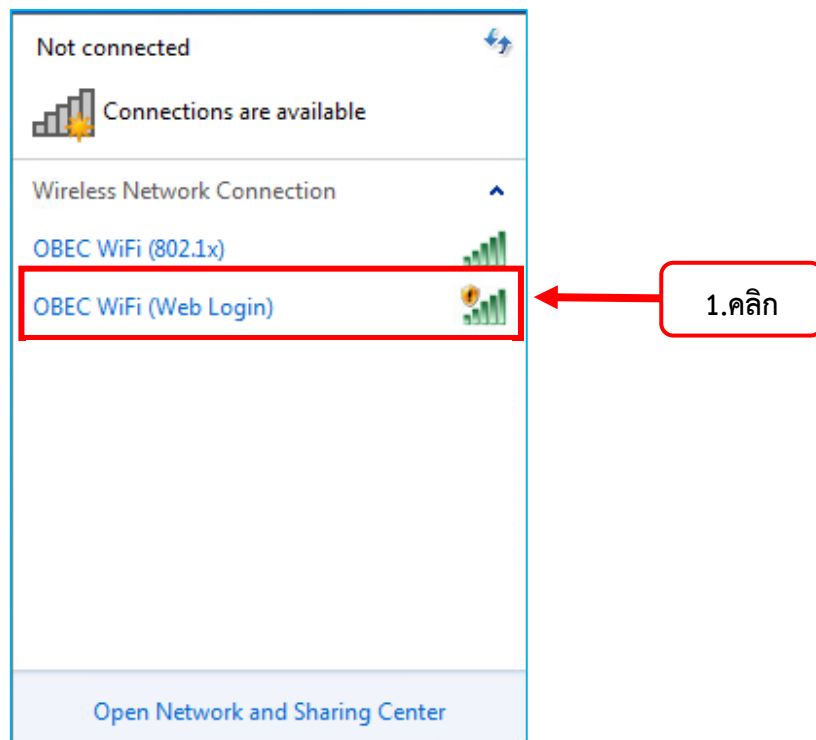 Not connected
Connections are available
Wireless Network Connection
OBEC WiFi (802.1x)
OBEC WiFi (Web Login)
1.คลิก
Open Network and Sharing Center